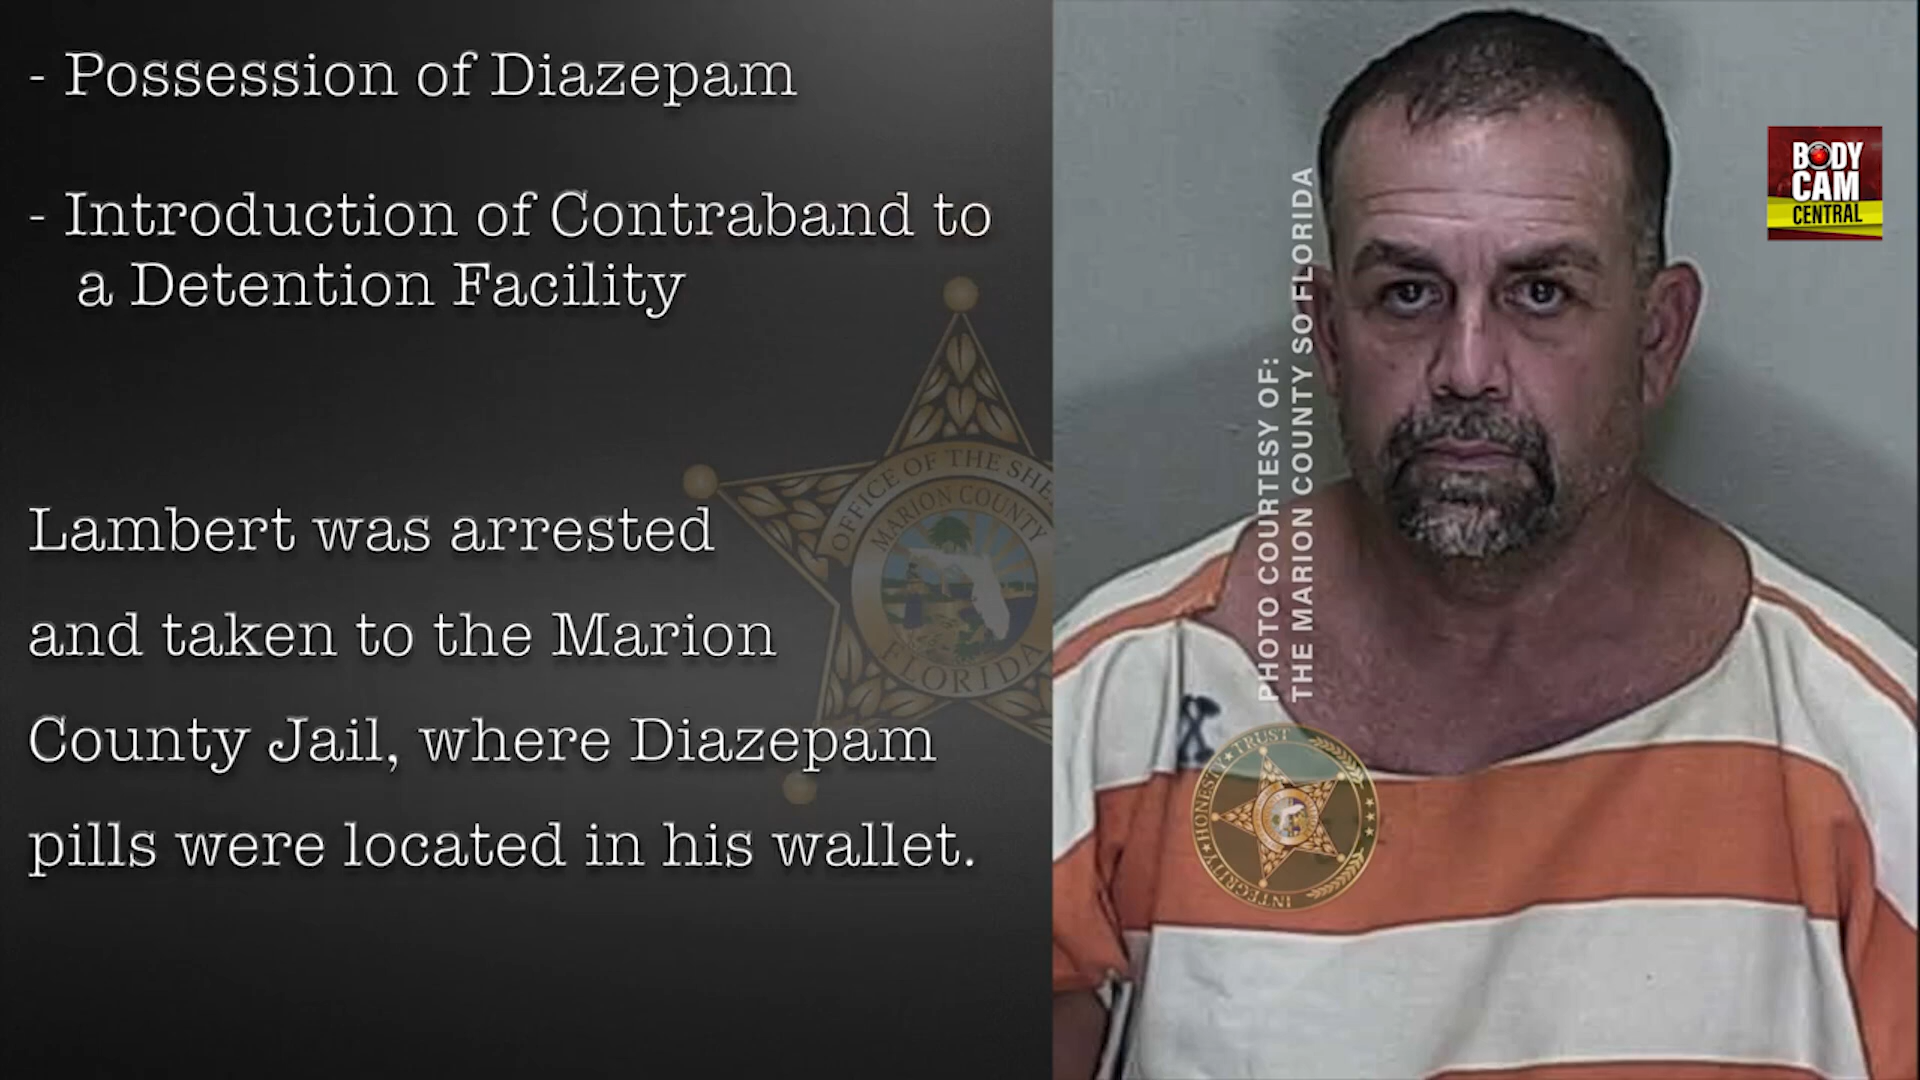 - Possession of Diazepam
- Introduction of Contraband to
a Detention Facility
Lambert was arrested
and taken to the Marion
County Jail, where Diazepam
pills were located in his wallet.
OFFICE OF THE SHE
MARION COUNTY
FLORIDA
PHOTO COURTESY OF:
THE MARION COUNTY SO FLORIDA
BODY
CAM
CENTRAL
X
HONESTY ★ TRUST
INTEGRITY